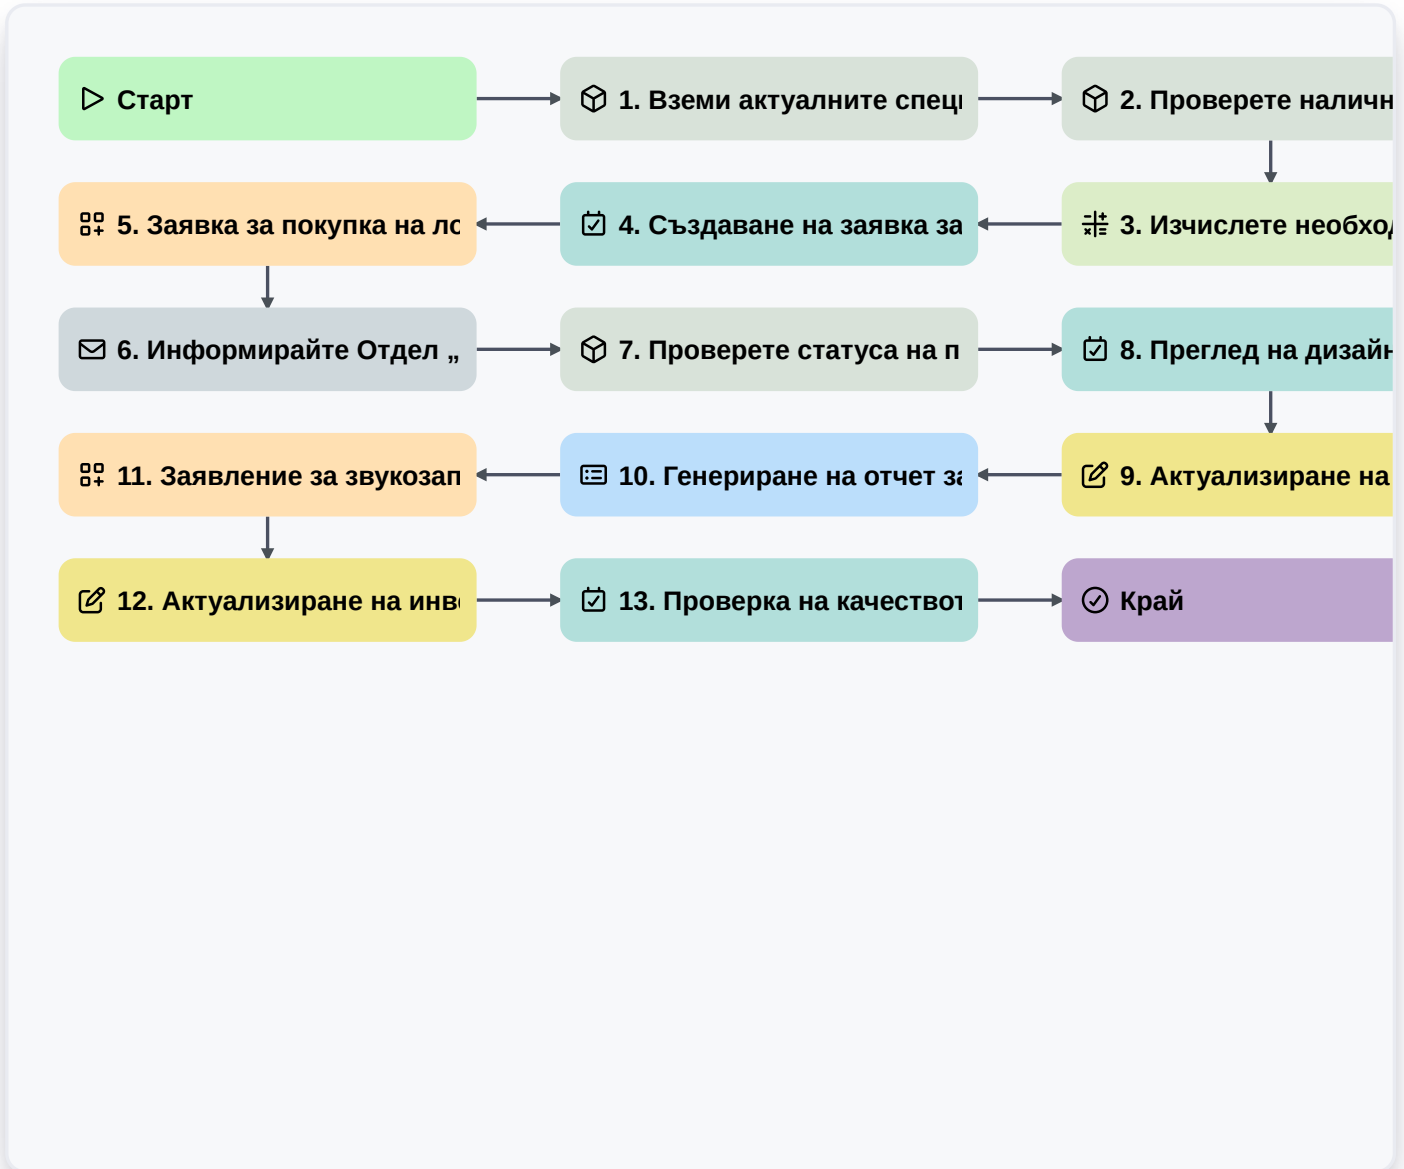 Старт
1. Вземи актуалните
2. Проверете
3. Изчислете
4. Създаване на заявка за
5. Заявка за покупка на
6. Информирайте Отдел „
7. Проверете статуса на п
8. Преглед на
9. Актуализиране на
10. Генериране на отчет
11. Заявление за
12. Актуализиране на
13. Проверка на
Край